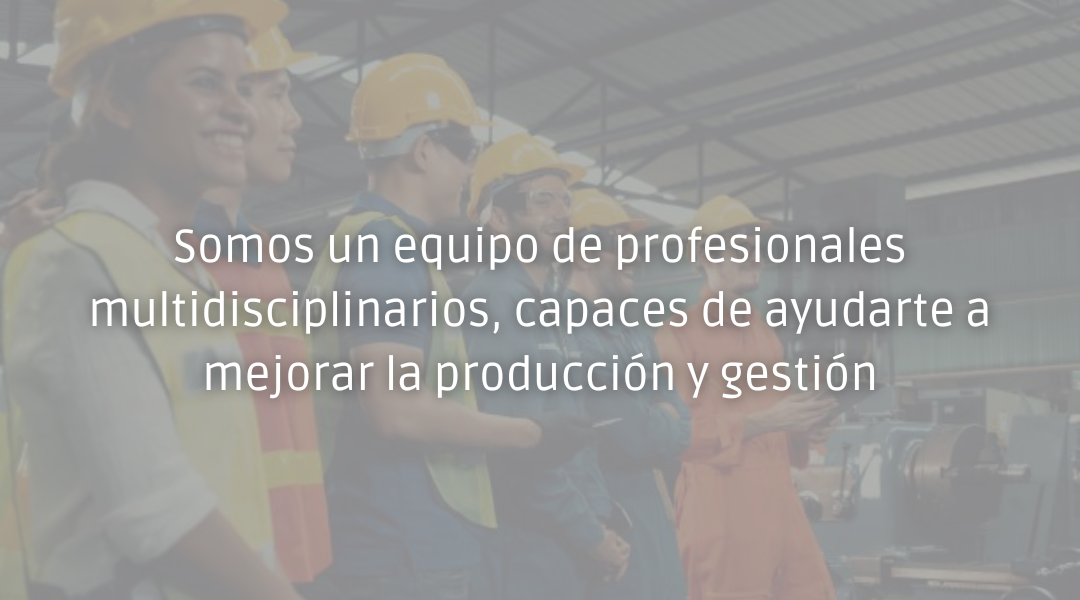 Somos un equipo de profesionales
multidisciplinarios, capaces de ayudarte a
mejorar la producción y gestión